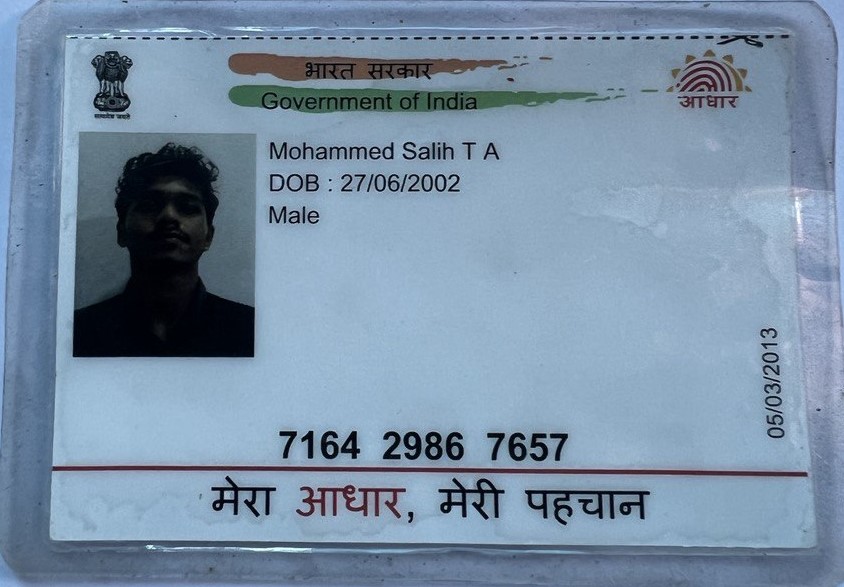 भारत सरकार
Government of India
सत्यमेव जयते
आधार
Mohammed Salih T A
DOB : 27/06/2002
Male
05/03/2013
7164 2986 7657
मेरा आधार, मेरी पहचान